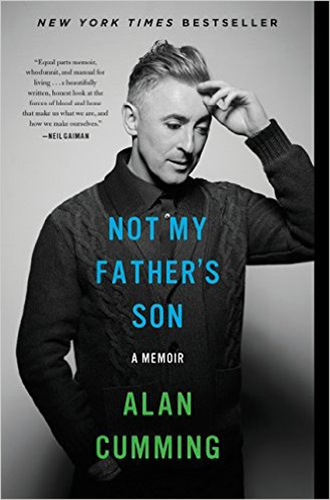 NEW YORK TIMES BESTSELLER
"Equal parts memoir,
whodunnit, and manual for
living . . . a beautifully
written, honest look at the
forces of blood and bone
that make us what we are, and
how we make ourselves."
—NEIL GAIMAN
NOT MY
FATHER'S
SON
A MEMOIR
ALAN
CUMMING